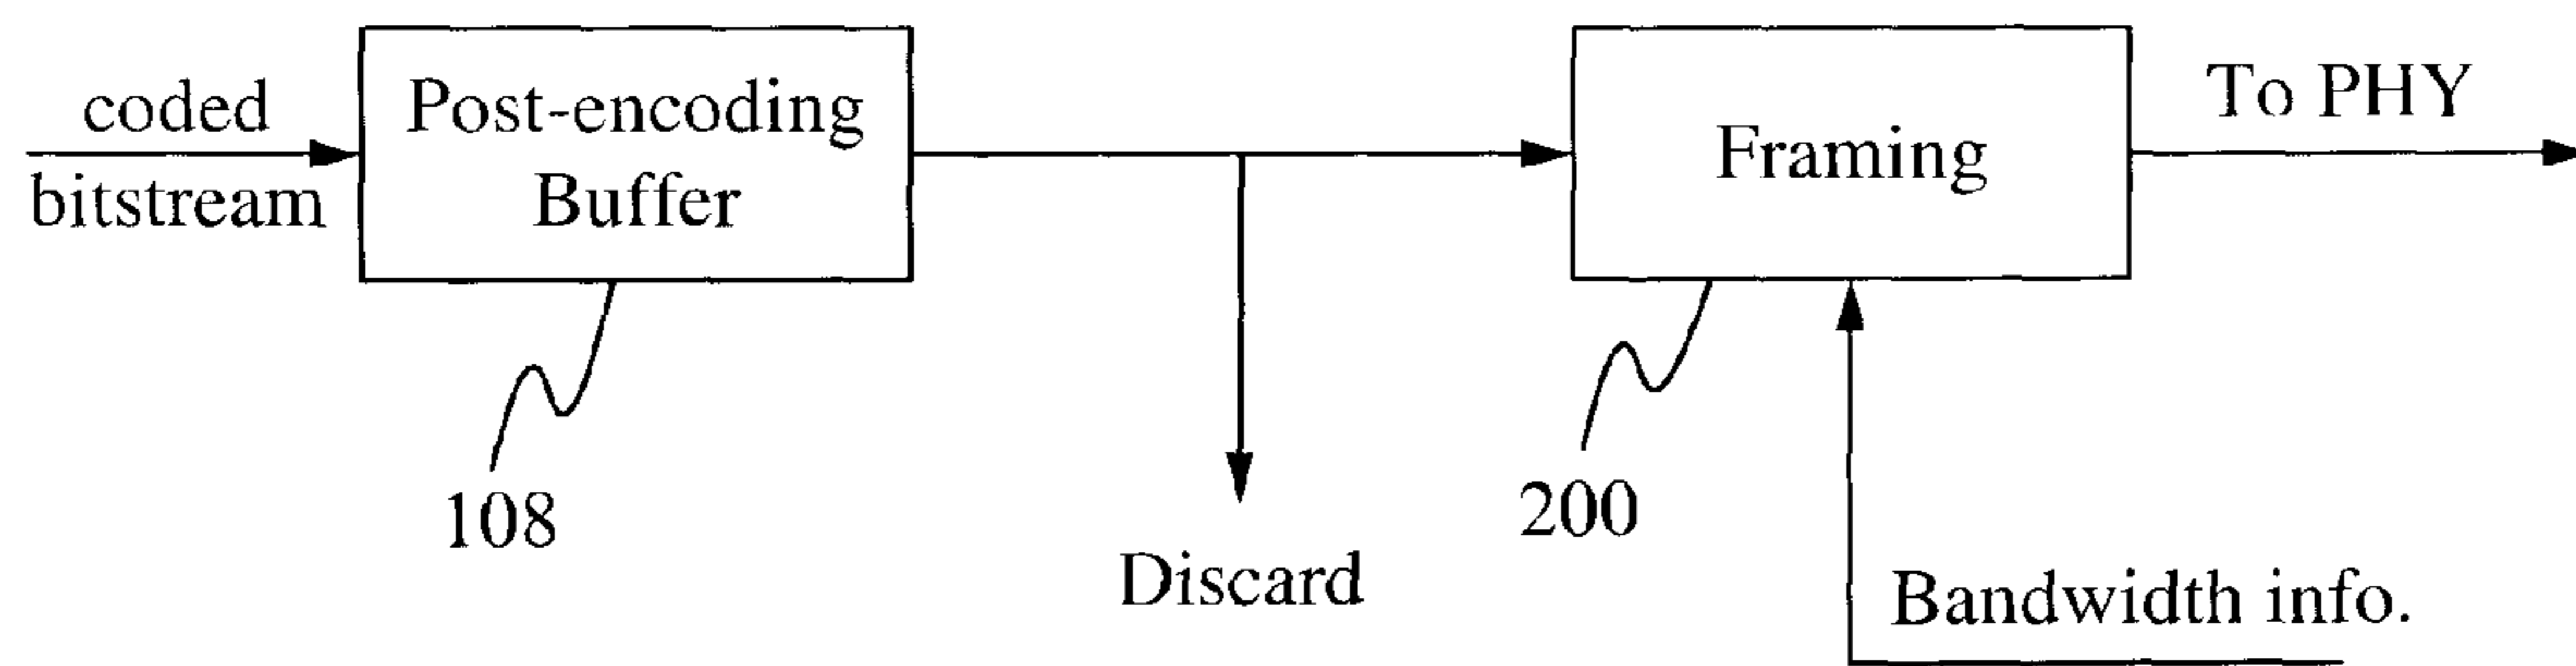 coded
bitstream
Post-encoding
Buffer
Framing
To PHY
108
200
Discard
Bandwidth info.